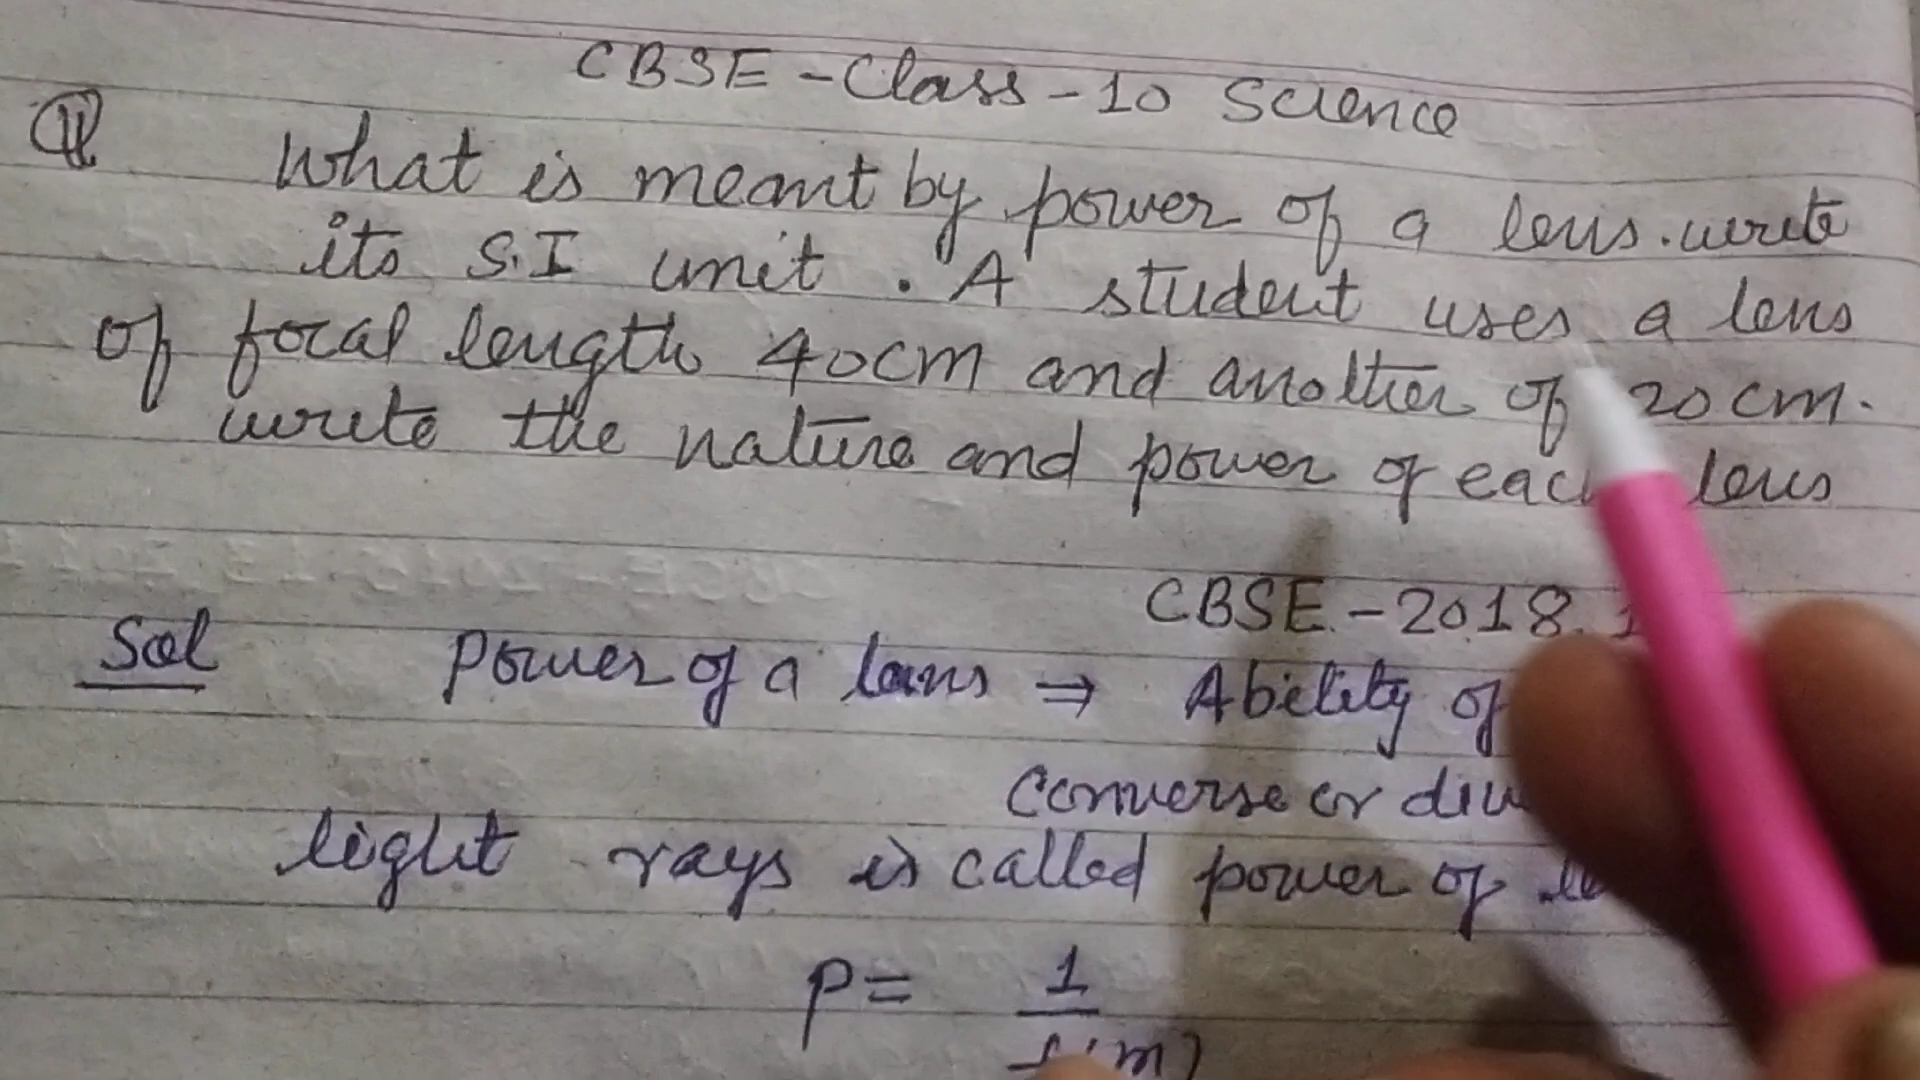 CBSE - Class - 10 Science
Q What is meant by power of a lens. write
its S.I unit. A student uses a lens
of focal length 40cm and another of 20cm.
write the nature and power of each lens
CBSE - 2018.
Sol Power of a lens ⇒ Ability of
Converse or
light rays is called power of
P = 1
f(m)